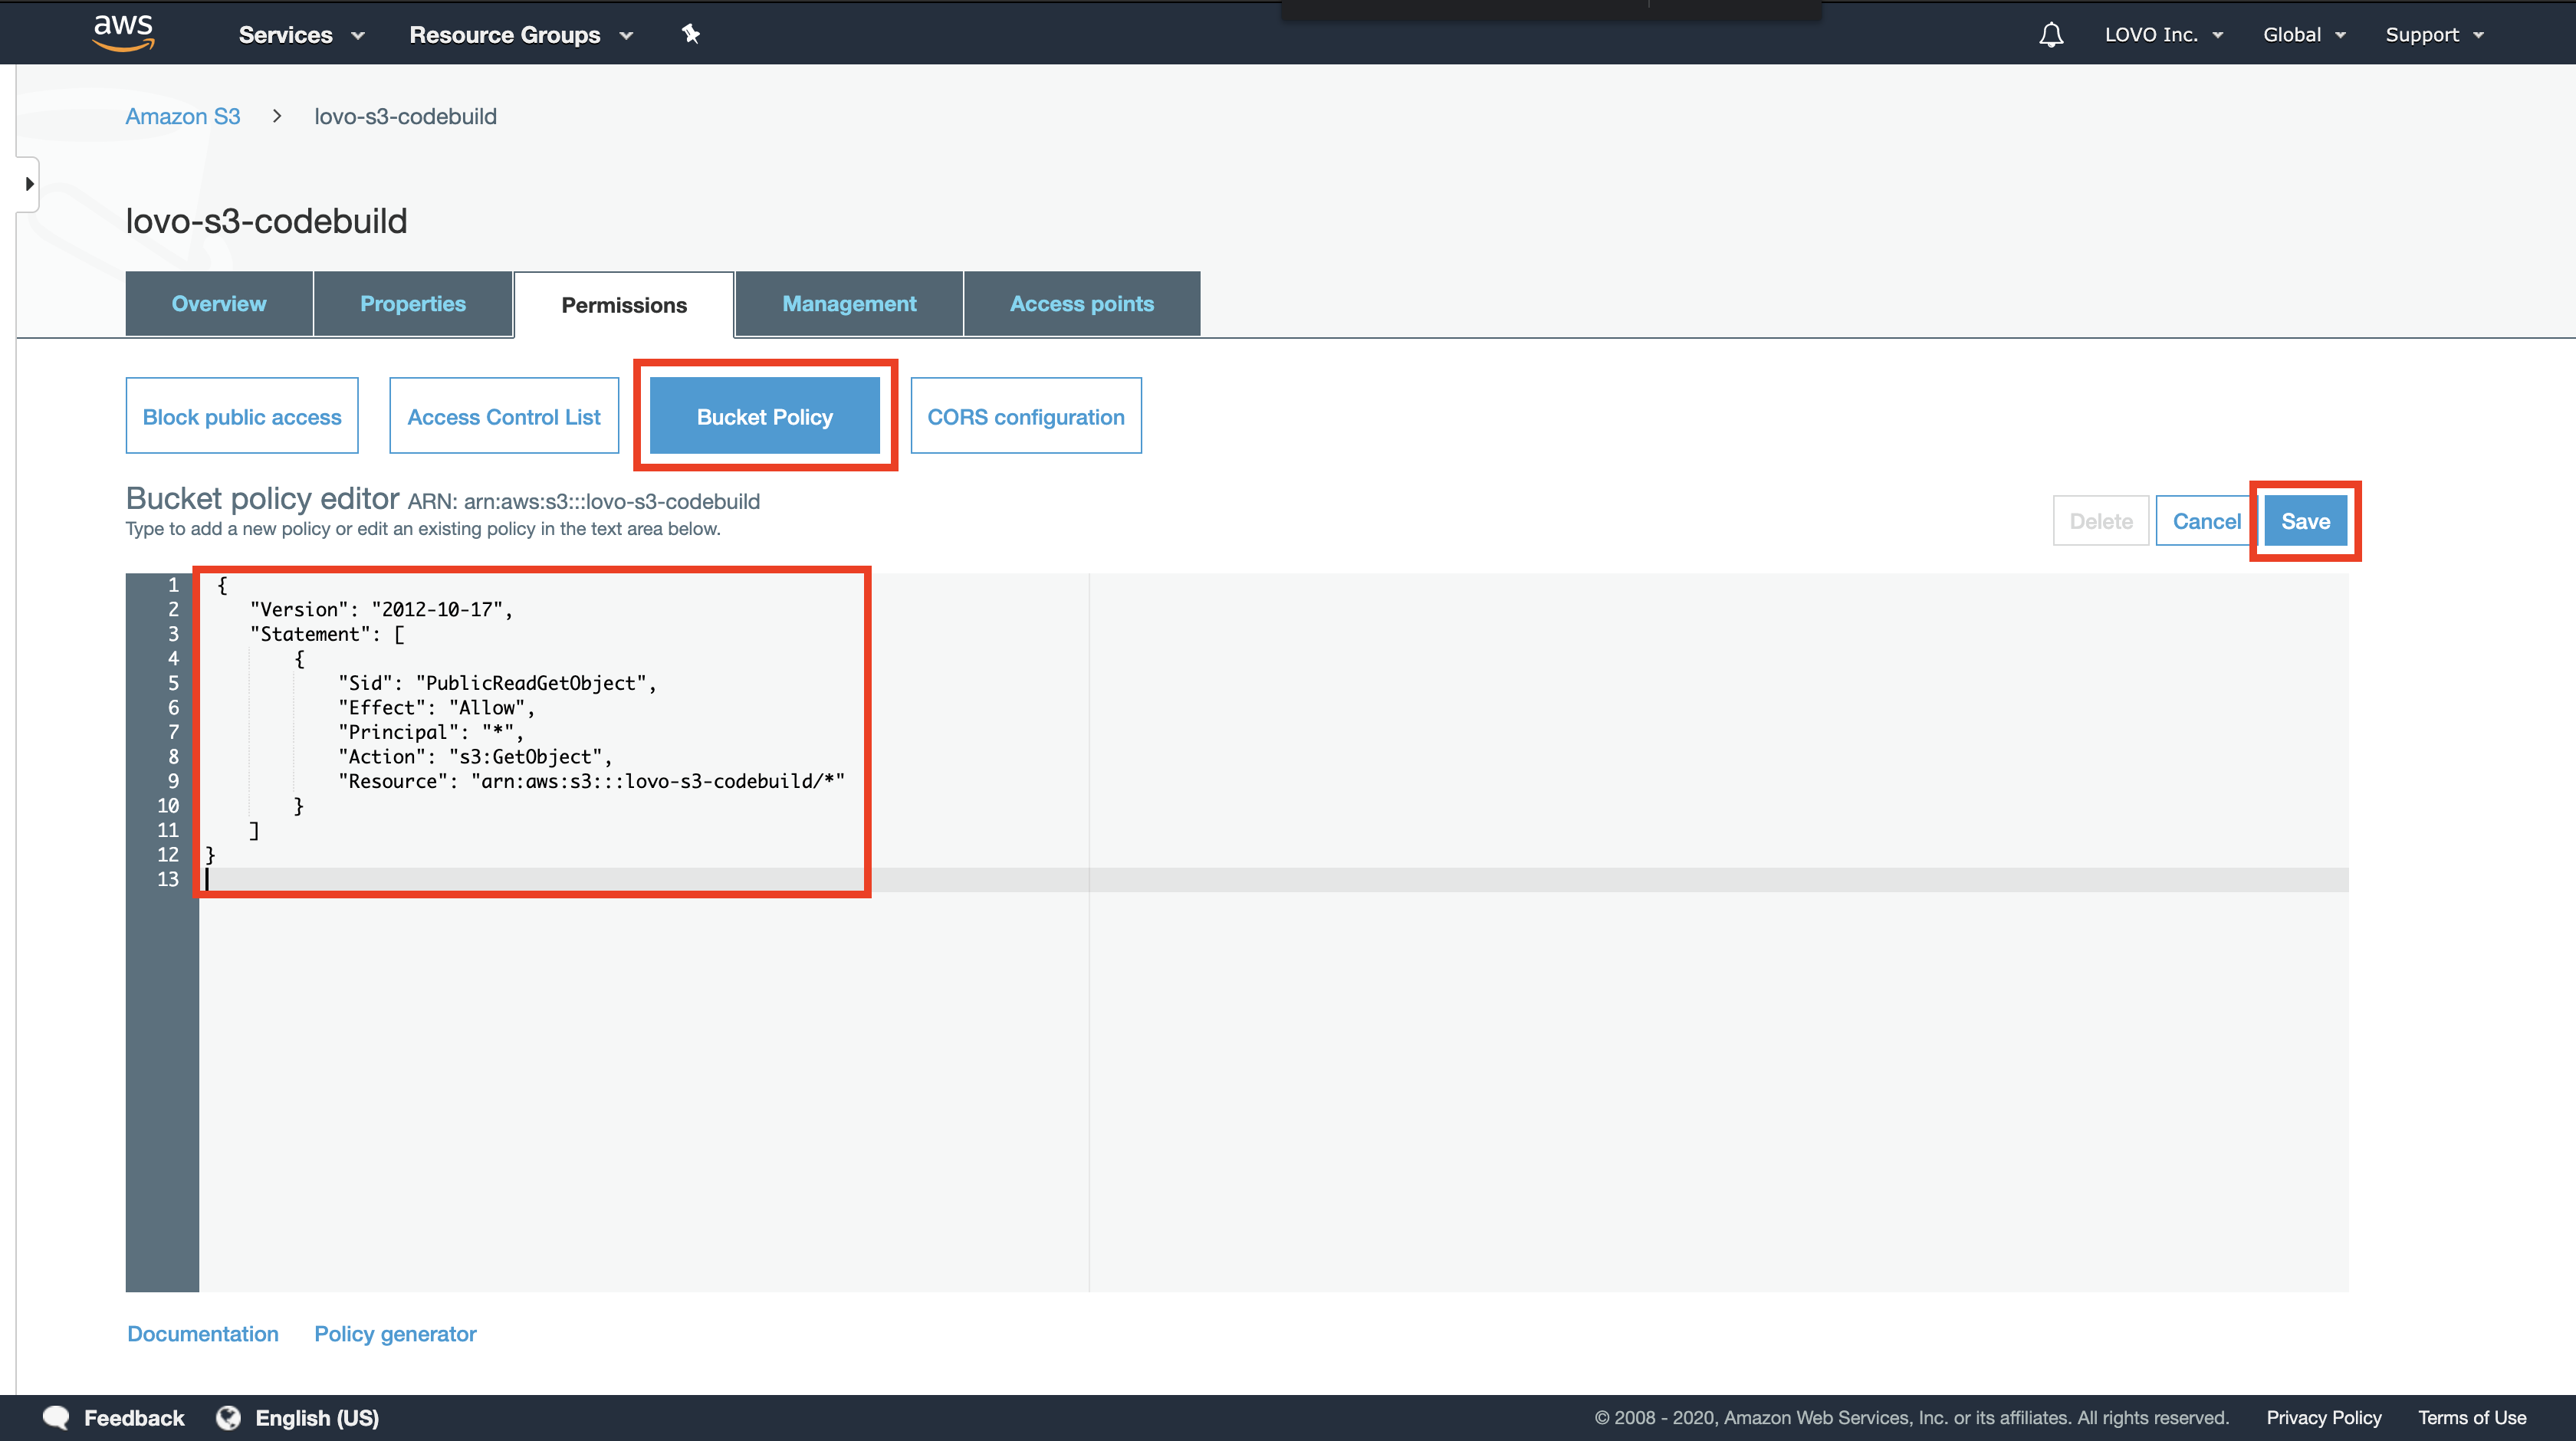 aws Services Resource Groups LOVO Inc. Global Support
Amazon S3 > lovo-s3-codebuild
lovo-s3-codebuild
Overview Properties Permissions Management Access points
Block public access Access Control List Bucket Policy CORS configuration
Bucket policy editor ARN: arn:aws:s3:::lovo-s3-codebuild
Type to add a new policy or edit an existing policy in the text area below.
Delete Cancel Save
1 {
2 "Version": "2012-10-17",
3 "Statement": [
4 {
5 "Sid": "PublicReadGetObject",
6 "Effect": "Allow",
7 "Principal": "*",
8 "Action": "s3:GetObject",
9 "Resource": "arn:aws:s3:::lovo-s3-codebuild/*"
10 }
11 ]
12 }
13
Documentation Policy generator
Feedback English (US) © 2008 - 2020, Amazon Web Services, Inc. or its affiliates. All rights reserved. Privacy Policy Terms of Use